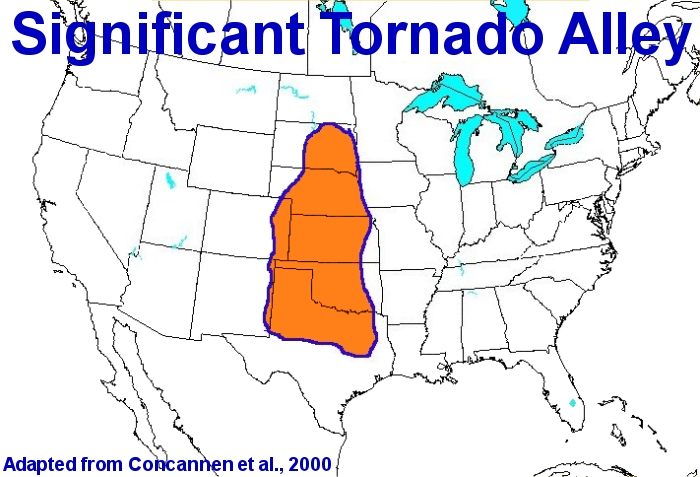 Significant Tornado Alley
Adapted from Concannen et al., 2000